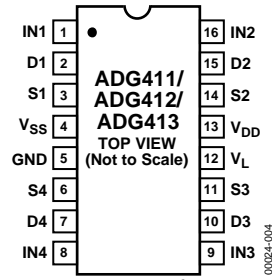 IN1 1 16 IN2
D1 2 15 D2
S1 3 14 S2
VSS 4 13 VDD
GND 5 12 VL
S4 6 11 S3
D4 7 10 D3
IN4 8 9 IN3
ADG411/
ADG412/
ADG413
TOP VIEW
(Not to Scale)
00024-004